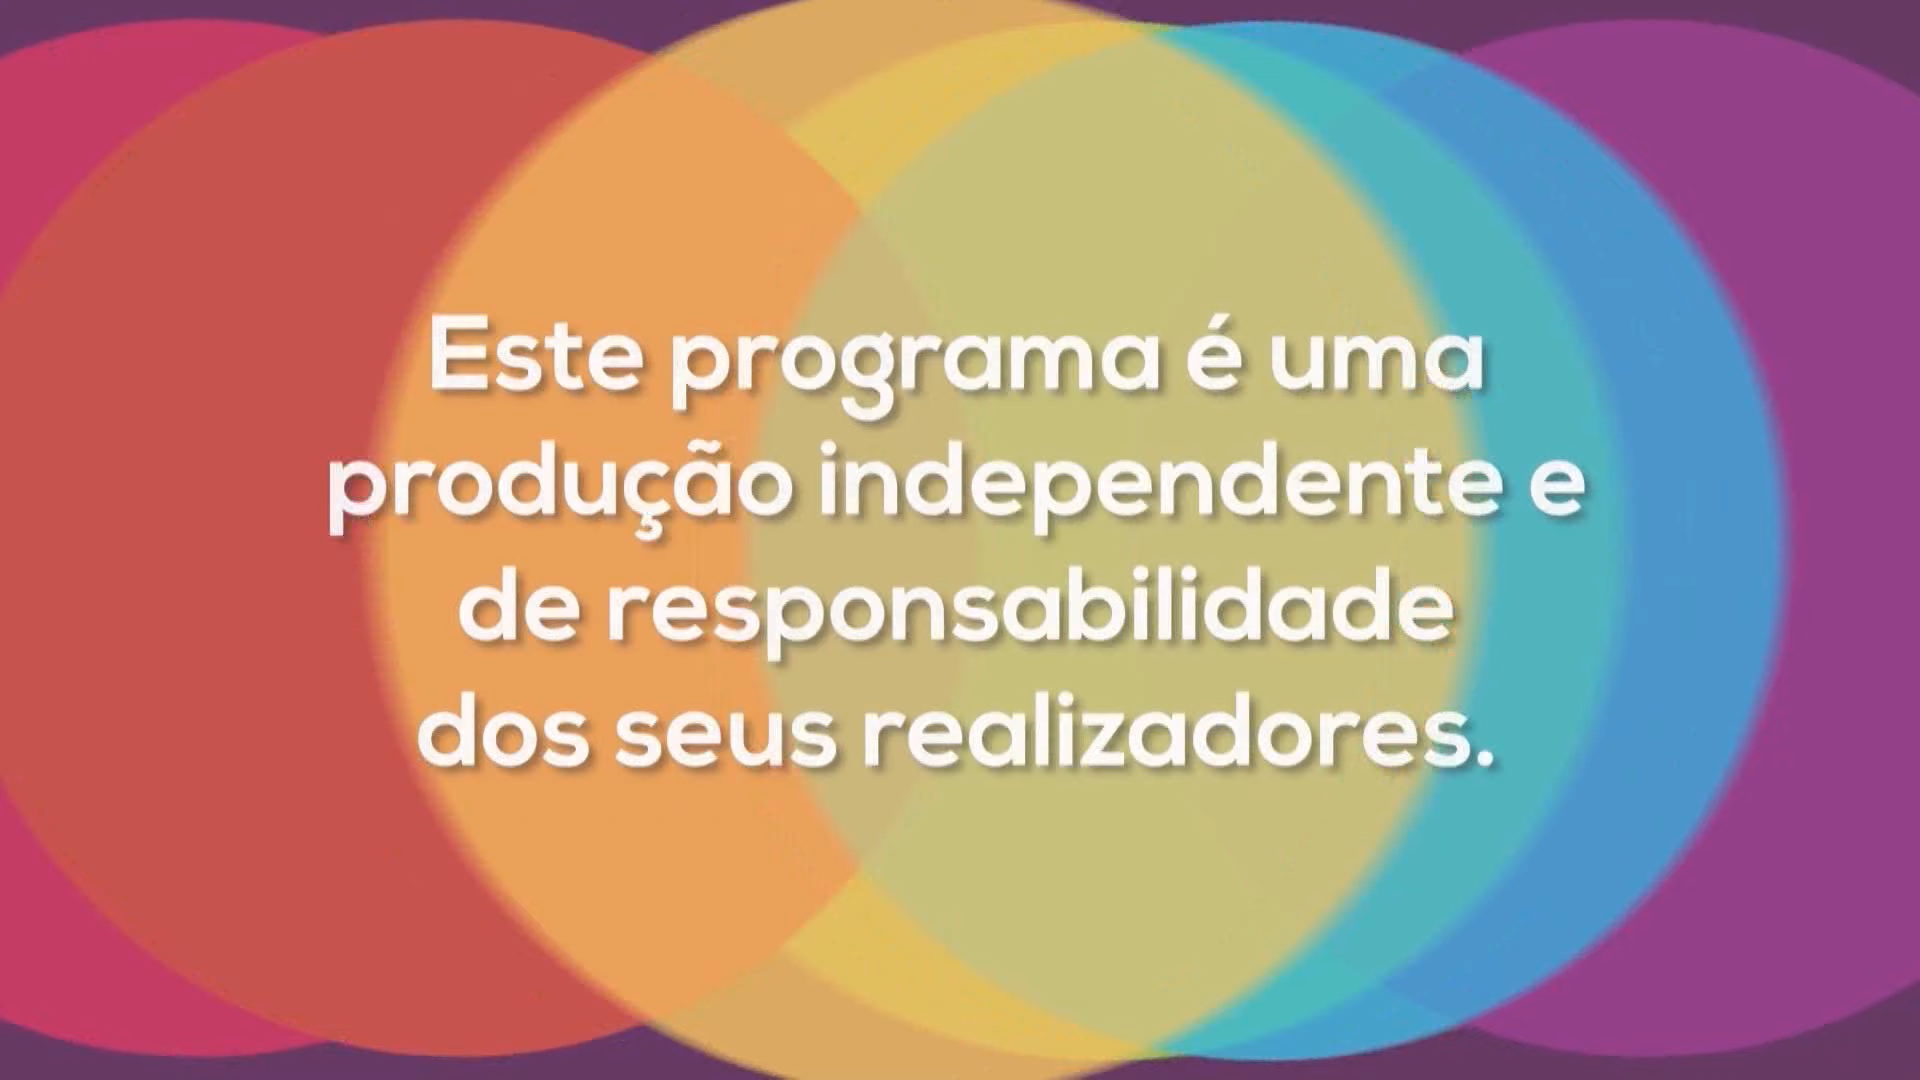 Este programa é uma
produção independente e
de responsabilidade
dos seus realizadores.